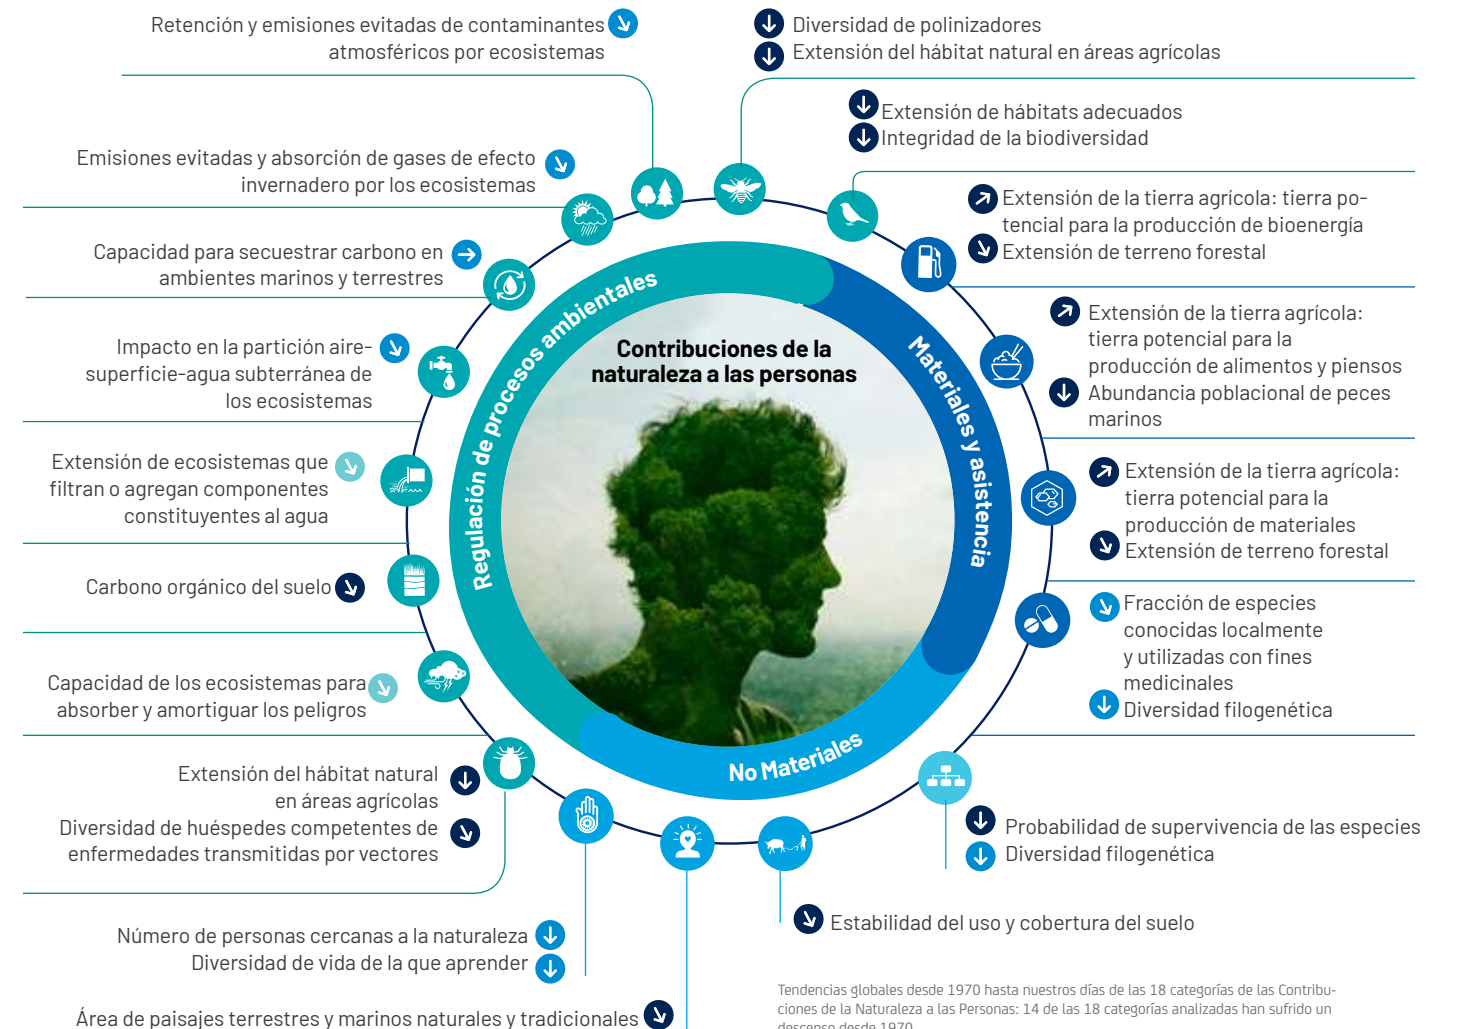 Retención y emisiones evitadas de contaminantes
atmosféricos por ecosistemas
Diversidad de polinizadores
Extensión del hábitat natural en áreas agrícolas
Extensión de hábitats adecuados
Integridad de la biodiversidad
Emisiones evitadas y absorción de gases de efecto
invernadero por los ecosistemas
Extensión de la tierra agrícola: tierra po-
tencial para la producción de bioenergía
Extensión de terreno forestal
Capacidad para secuestrar carbono en
ambientes marinos y terrestres
Extensión de la tierra agrícola:
tierra potencial para la
producción de alimentos y piensos
Abundancia poblacional de peces
marinos
Impacto en la partición aire-
superficie-agua subterránea de
los ecosistemas
Regulación de procesos ambientales
Contribuciones de la
naturaleza a las personas
Materiales y asistencia
Extensión de ecosistemas que
filtran o agregan componentes
constituyentes al agua
Extensión de la tierra agrícola:
tierra potencial para la
producción de materiales
Extensión de terreno forestal
Carbono orgánico del suelo
Fracción de especies
conocidas localmente
y utilizadas con fines
medicinales
Diversidad filogenética
Capacidad de los ecosistemas para
absorber y amortiguar los peligros
No Materiales
Extensión del hábitat natural
en áreas agrícolas
Diversidad de huéspedes competentes de
enfermedades transmitidas por vectores
Probabilidad de supervivencia de las especies
Diversidad filogenética
Estabilidad del uso y cobertura del suelo
Número de personas cercanas a la naturaleza
Diversidad de vida de la que aprender
Área de paisajes terrestres y marinos naturales y tradicionales
Tendencias globales desde 1970 hasta nuestros días de las 18 categorías de las Contribu-
ciones de la Naturaleza a las Personas: 14 de las 18 categorías analizadas han sufrido un
descenso desde 1970